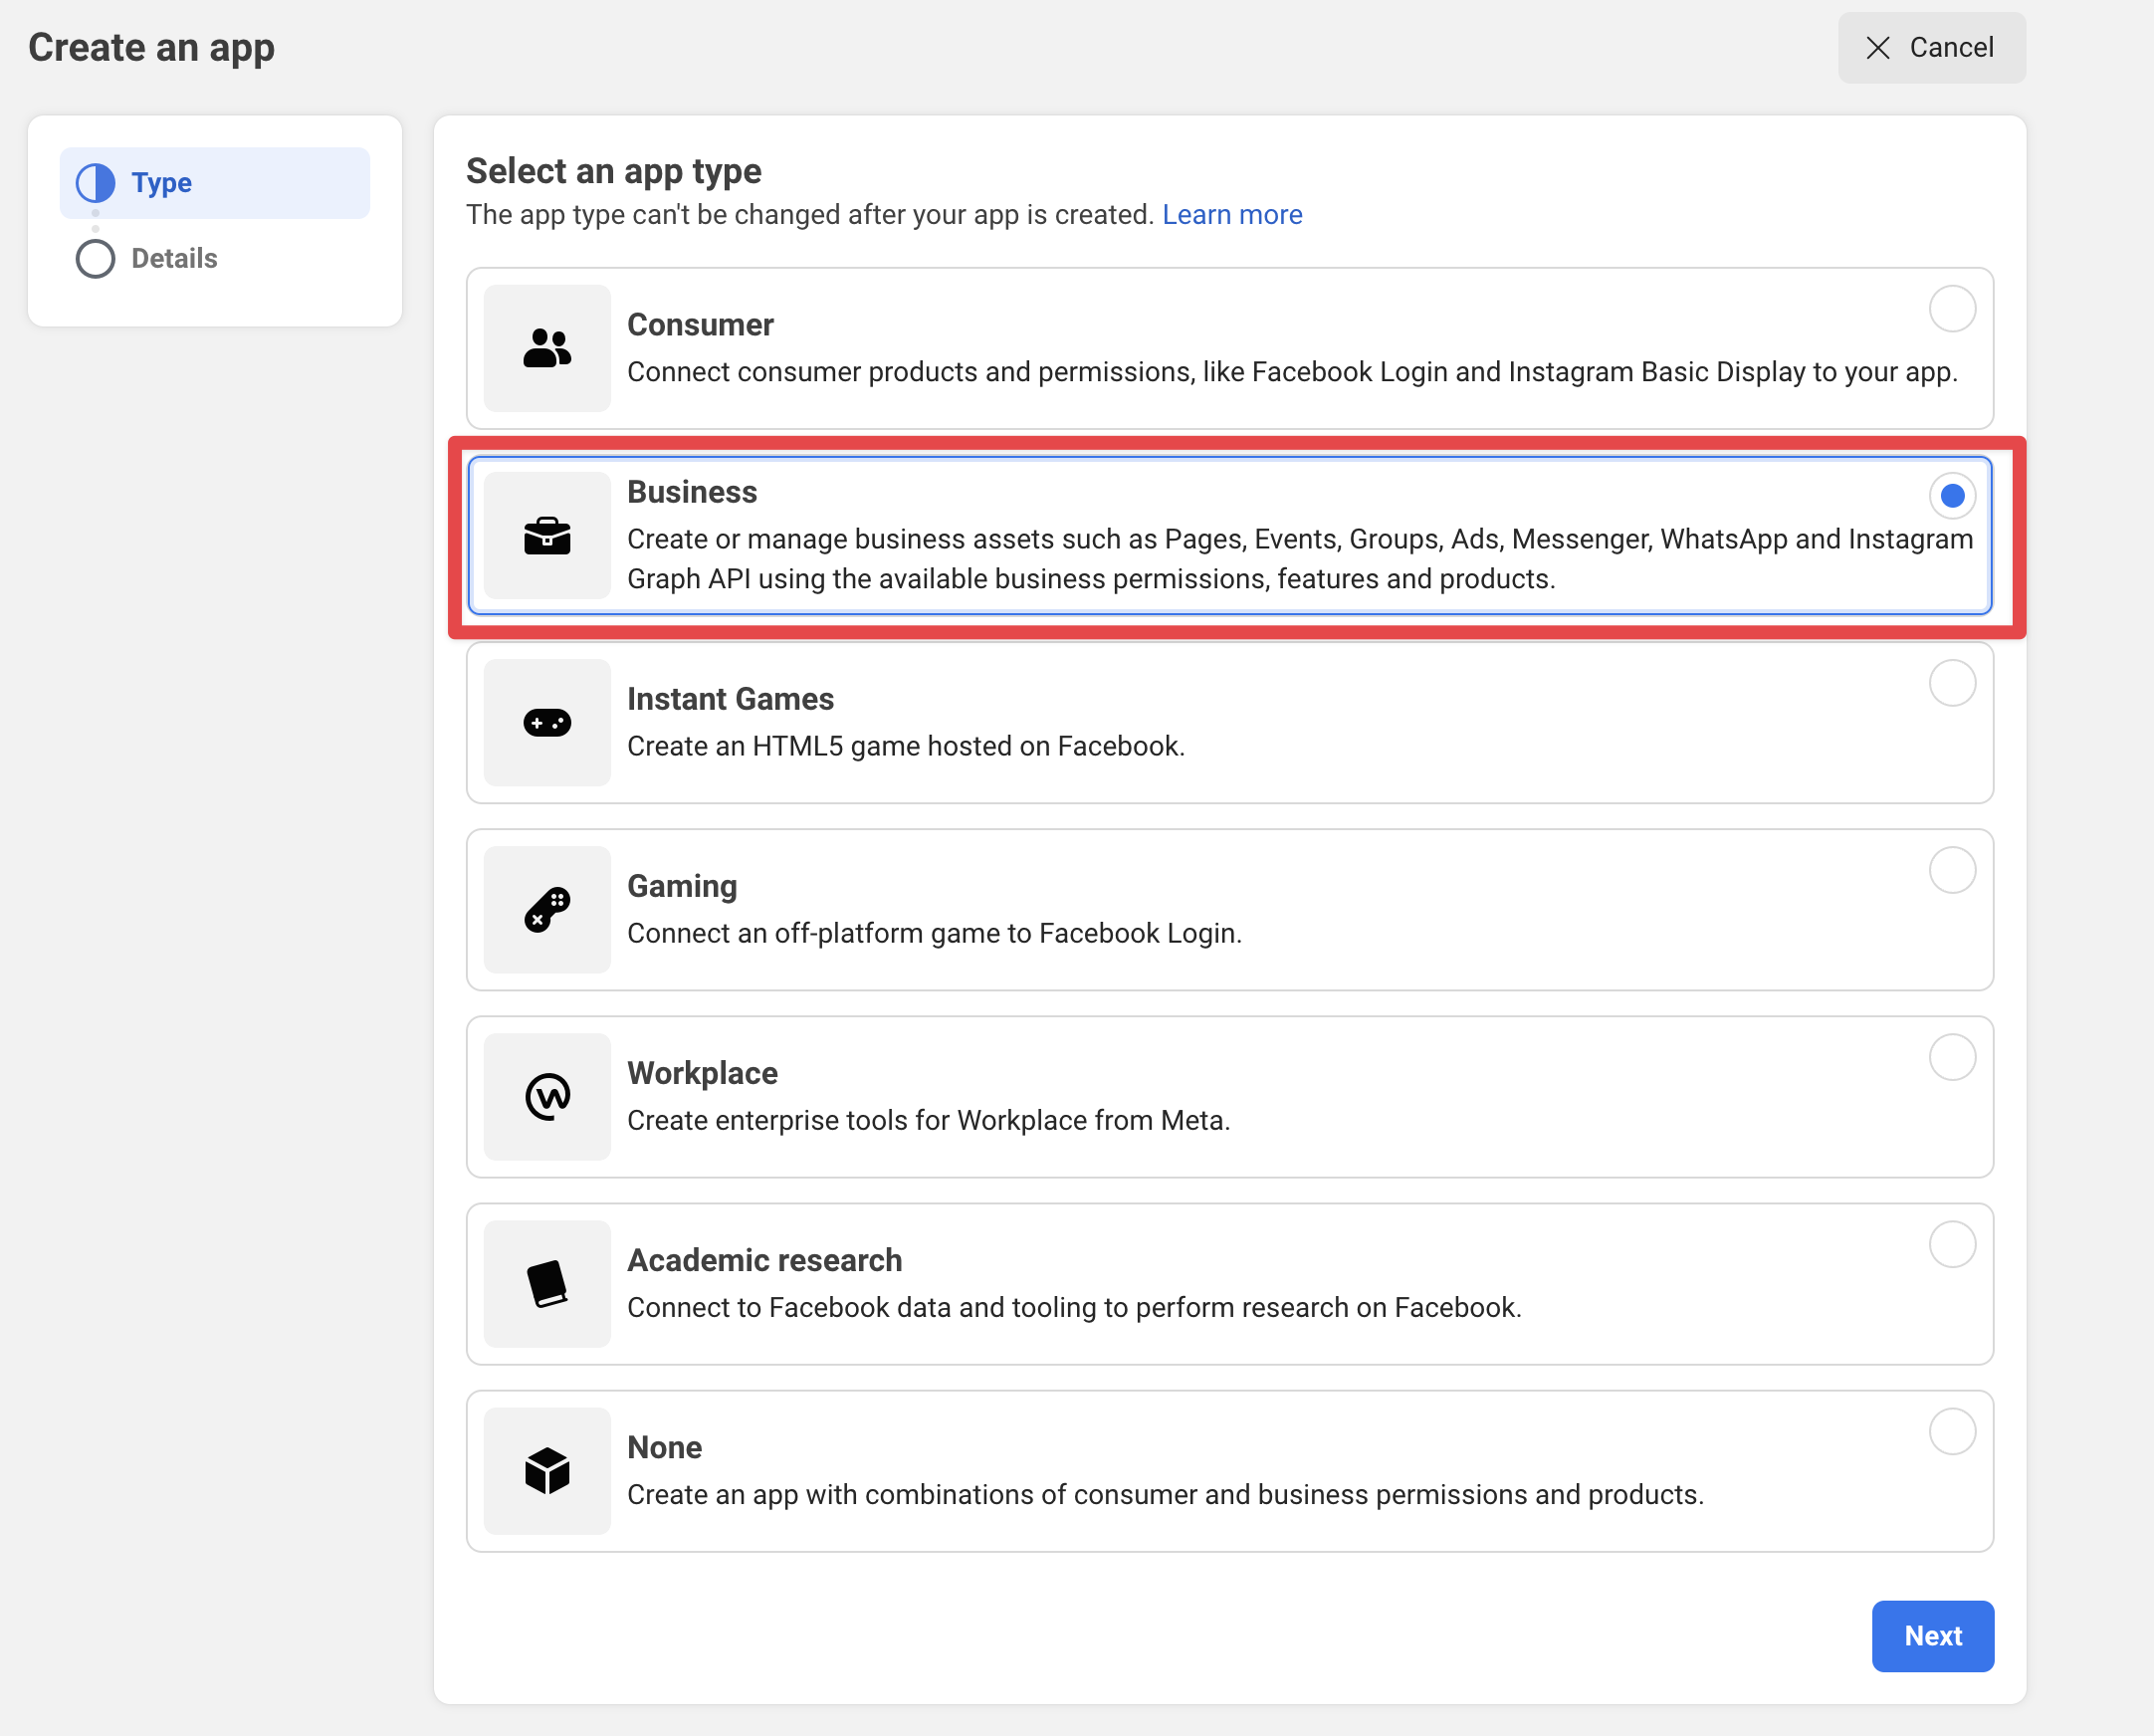 Create an app
Cancel
Type
Details
Select an app type
The app type can't be changed after your app is created. Learn more
Consumer
Connect consumer products and permissions, like Facebook Login and Instagram Basic Display to your app.
Business
Create or manage business assets such as Pages, Events, Groups, Ads, Messenger, WhatsApp and Instagram
Graph API using the available business permissions, features and products.
Instant Games
Create an HTML5 game hosted on Facebook.
Gaming
Connect an off-platform game to Facebook Login.
Workplace
Create enterprise tools for Workplace from Meta.
Academic research
Connect to Facebook data and tooling to perform research on Facebook.
None
Create an app with combinations of consumer and business permissions and products.
Next